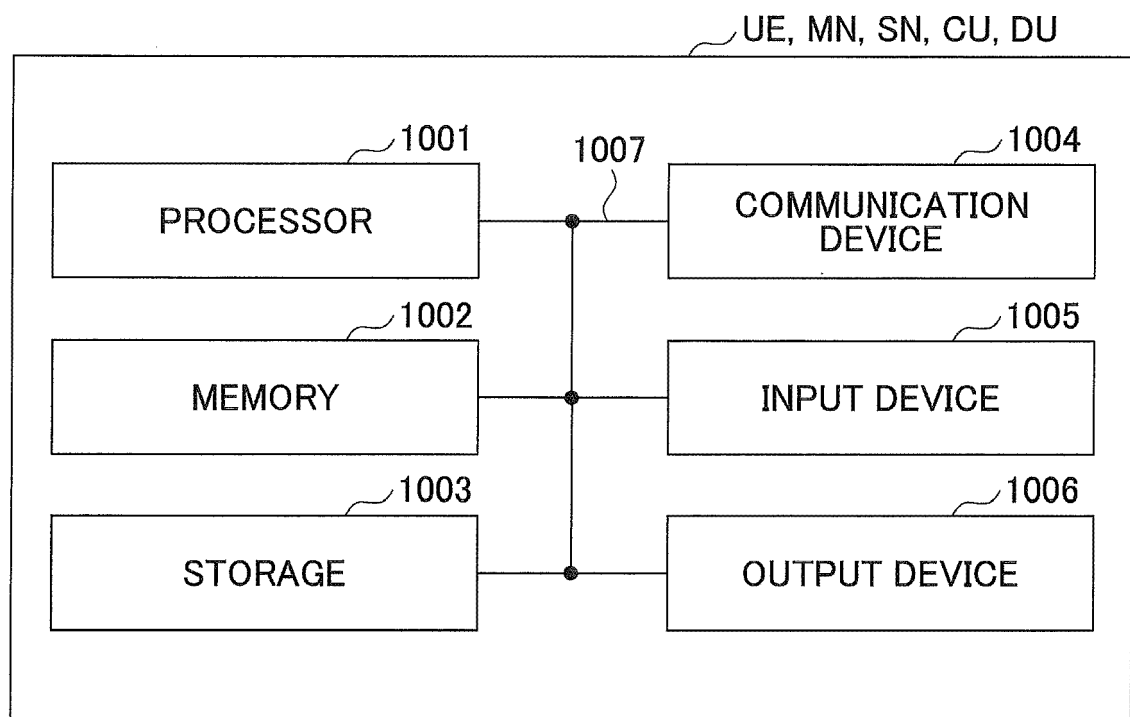 UE, MN, SN, CU, DU
1001
PROCESSOR
1007
1004
COMMUNICATION
DEVICE
1002
MEMORY
1005
INPUT DEVICE
1003
STORAGE
1006
OUTPUT DEVICE